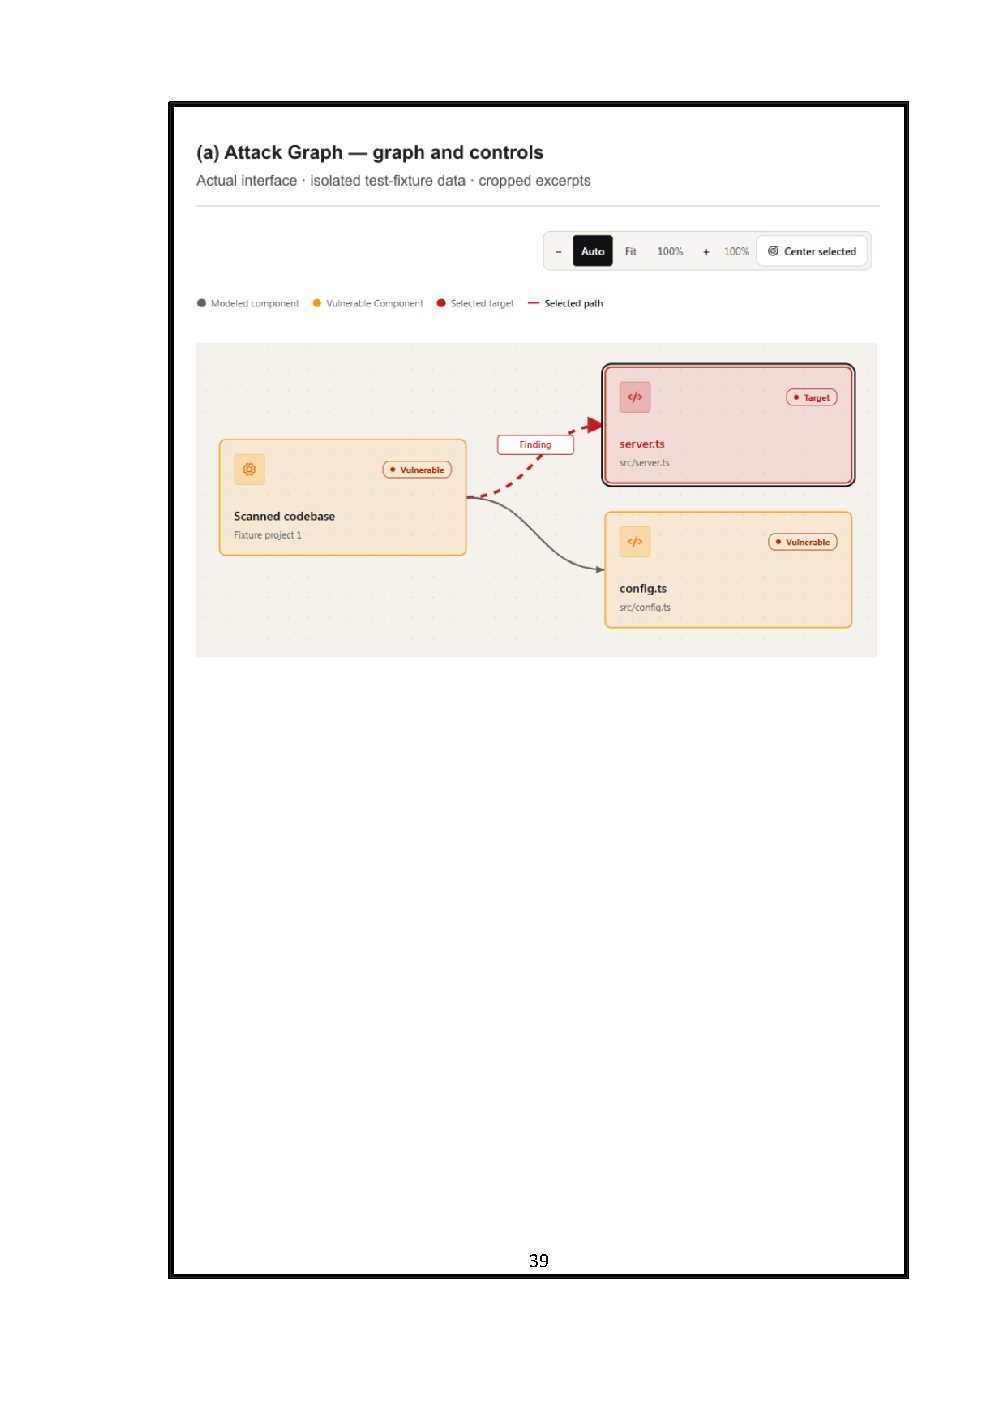 (a) Attack Graph — graph and controls
Actual interface · isolated test-fixture data · cropped excerpts
− Auto Fit 100% + 100% Center selected
Modeled component Vulnerable Component Selected target Selected path
Target
Finding
server.ts
src/server.ts
Vulnerable
Scanned codebase
Fixture project 1
Vulnerable
config.ts
src/config.ts
39